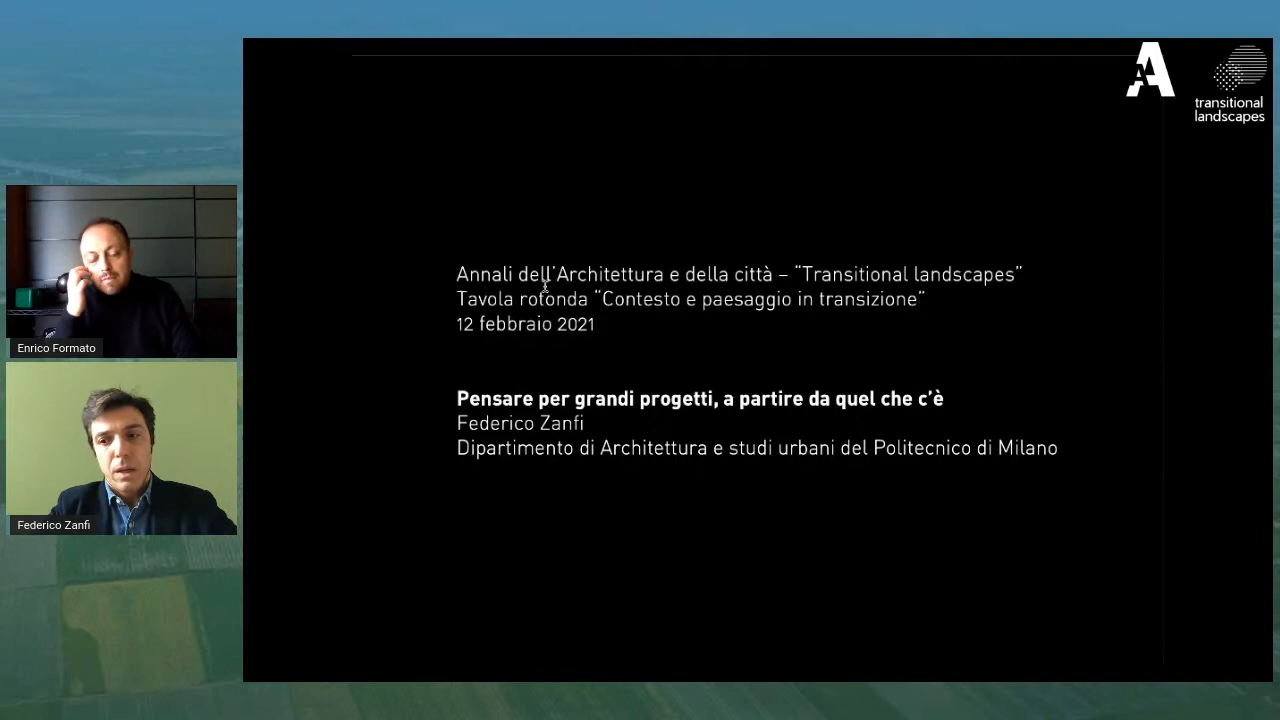 A
A
transitional
landscapes
Annali dell'Architettura e della città – “Transitional landscapes”
Tavola rotonda “Contesto e paesaggio in transizione”
12 febbraio 2021
Pensare per grandi progetti, a partire da quel che c'è
Federico Zanfi
Dipartimento di Architettura e studi urbani del Politecnico di Milano
Enrico Formato
Federico Zanfi